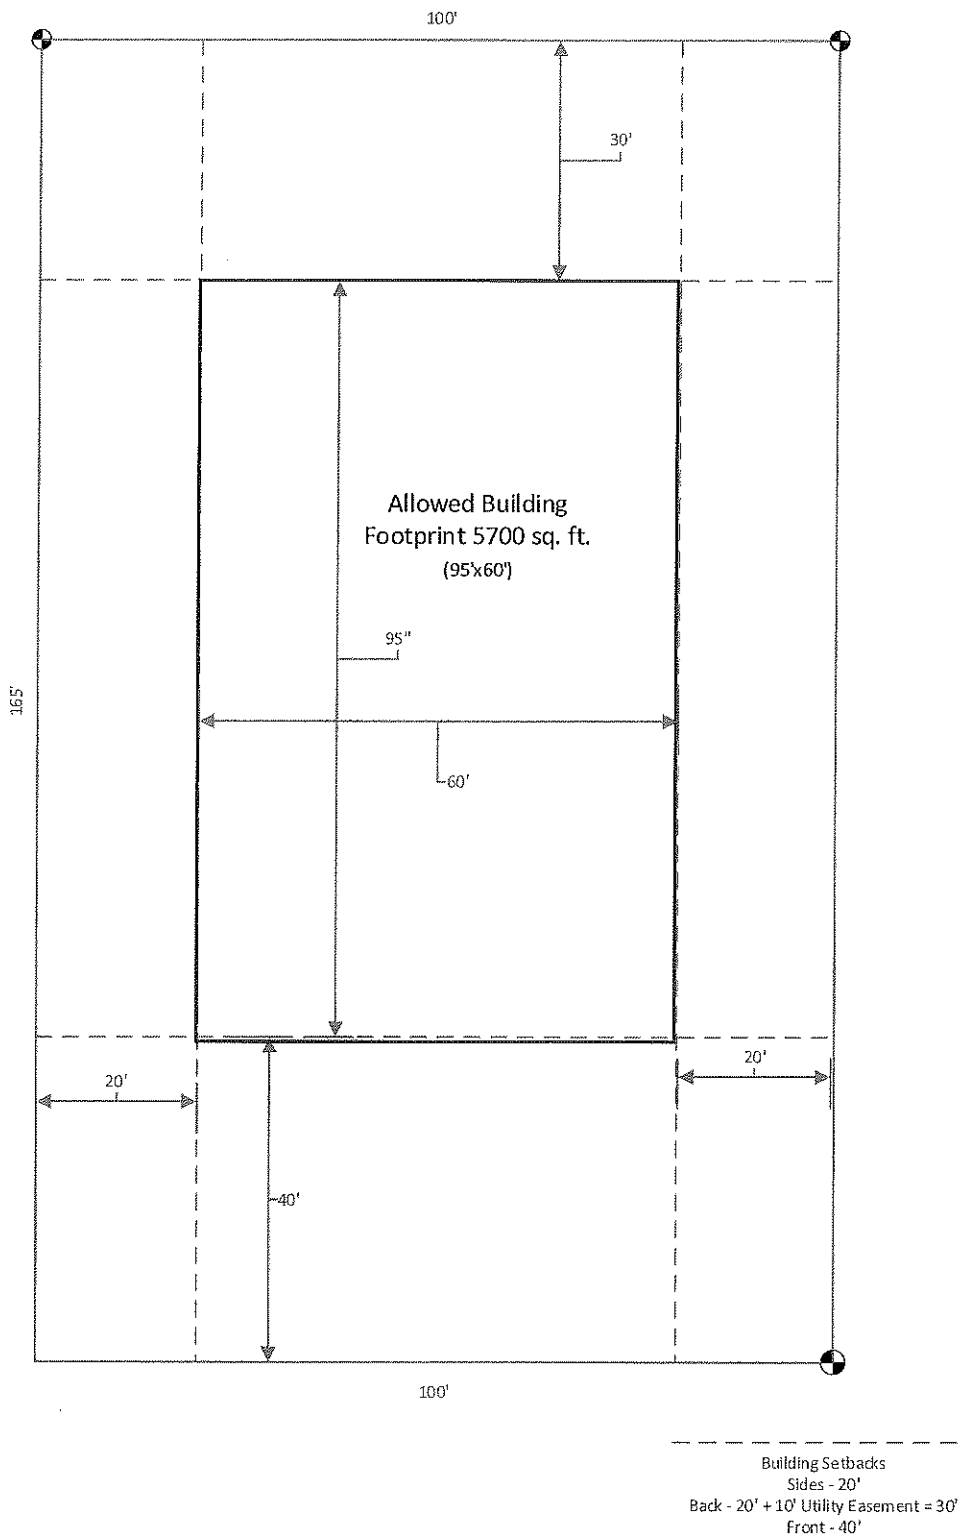 100'
30'
Allowed Building
Footprint 5700 sq. ft.
(95'x60')
95"
165'
60'
20'
20'
40'
100'
Building Setbacks
Sides - 20'
Back - 20' + 10' Utility Easement = 30'
Front - 40'